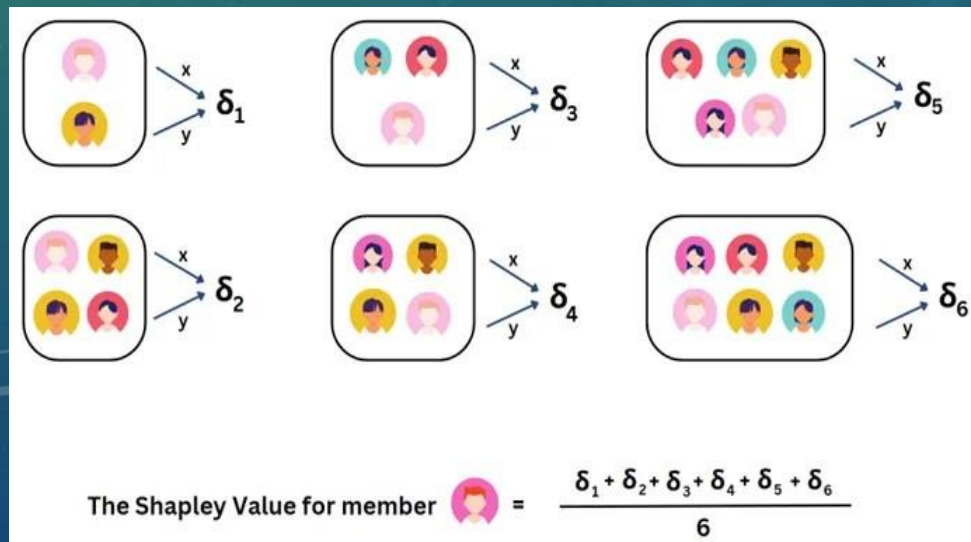 x
δ₁
y
x
δ₃
y
x
δ₅
y
x
δ₂
y
x
δ₄
y
x
δ₆
y
The Shapley Value for member = δ₁ + δ₂ + δ₃ + δ₄ + δ₅ + δ₆
6